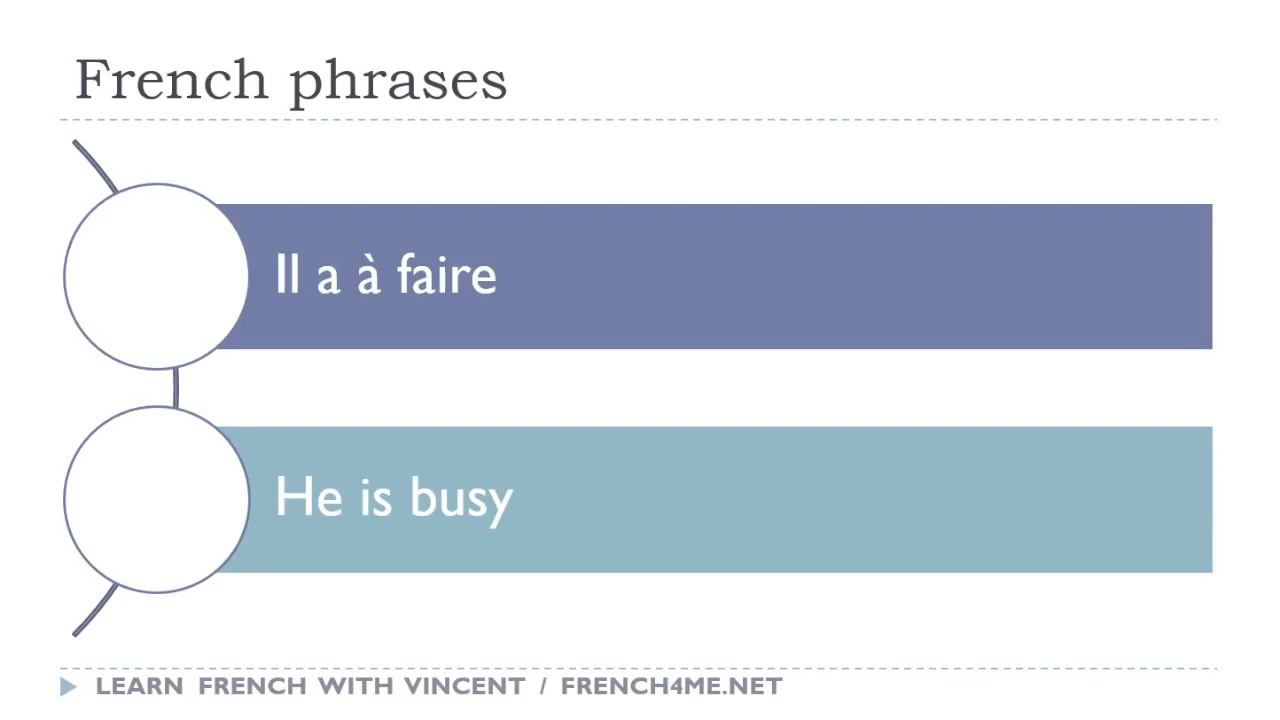 French phrases
Il a à faire
He is busy
LEARN FRENCH WITH VINCENT / FRENCH4ME.NET